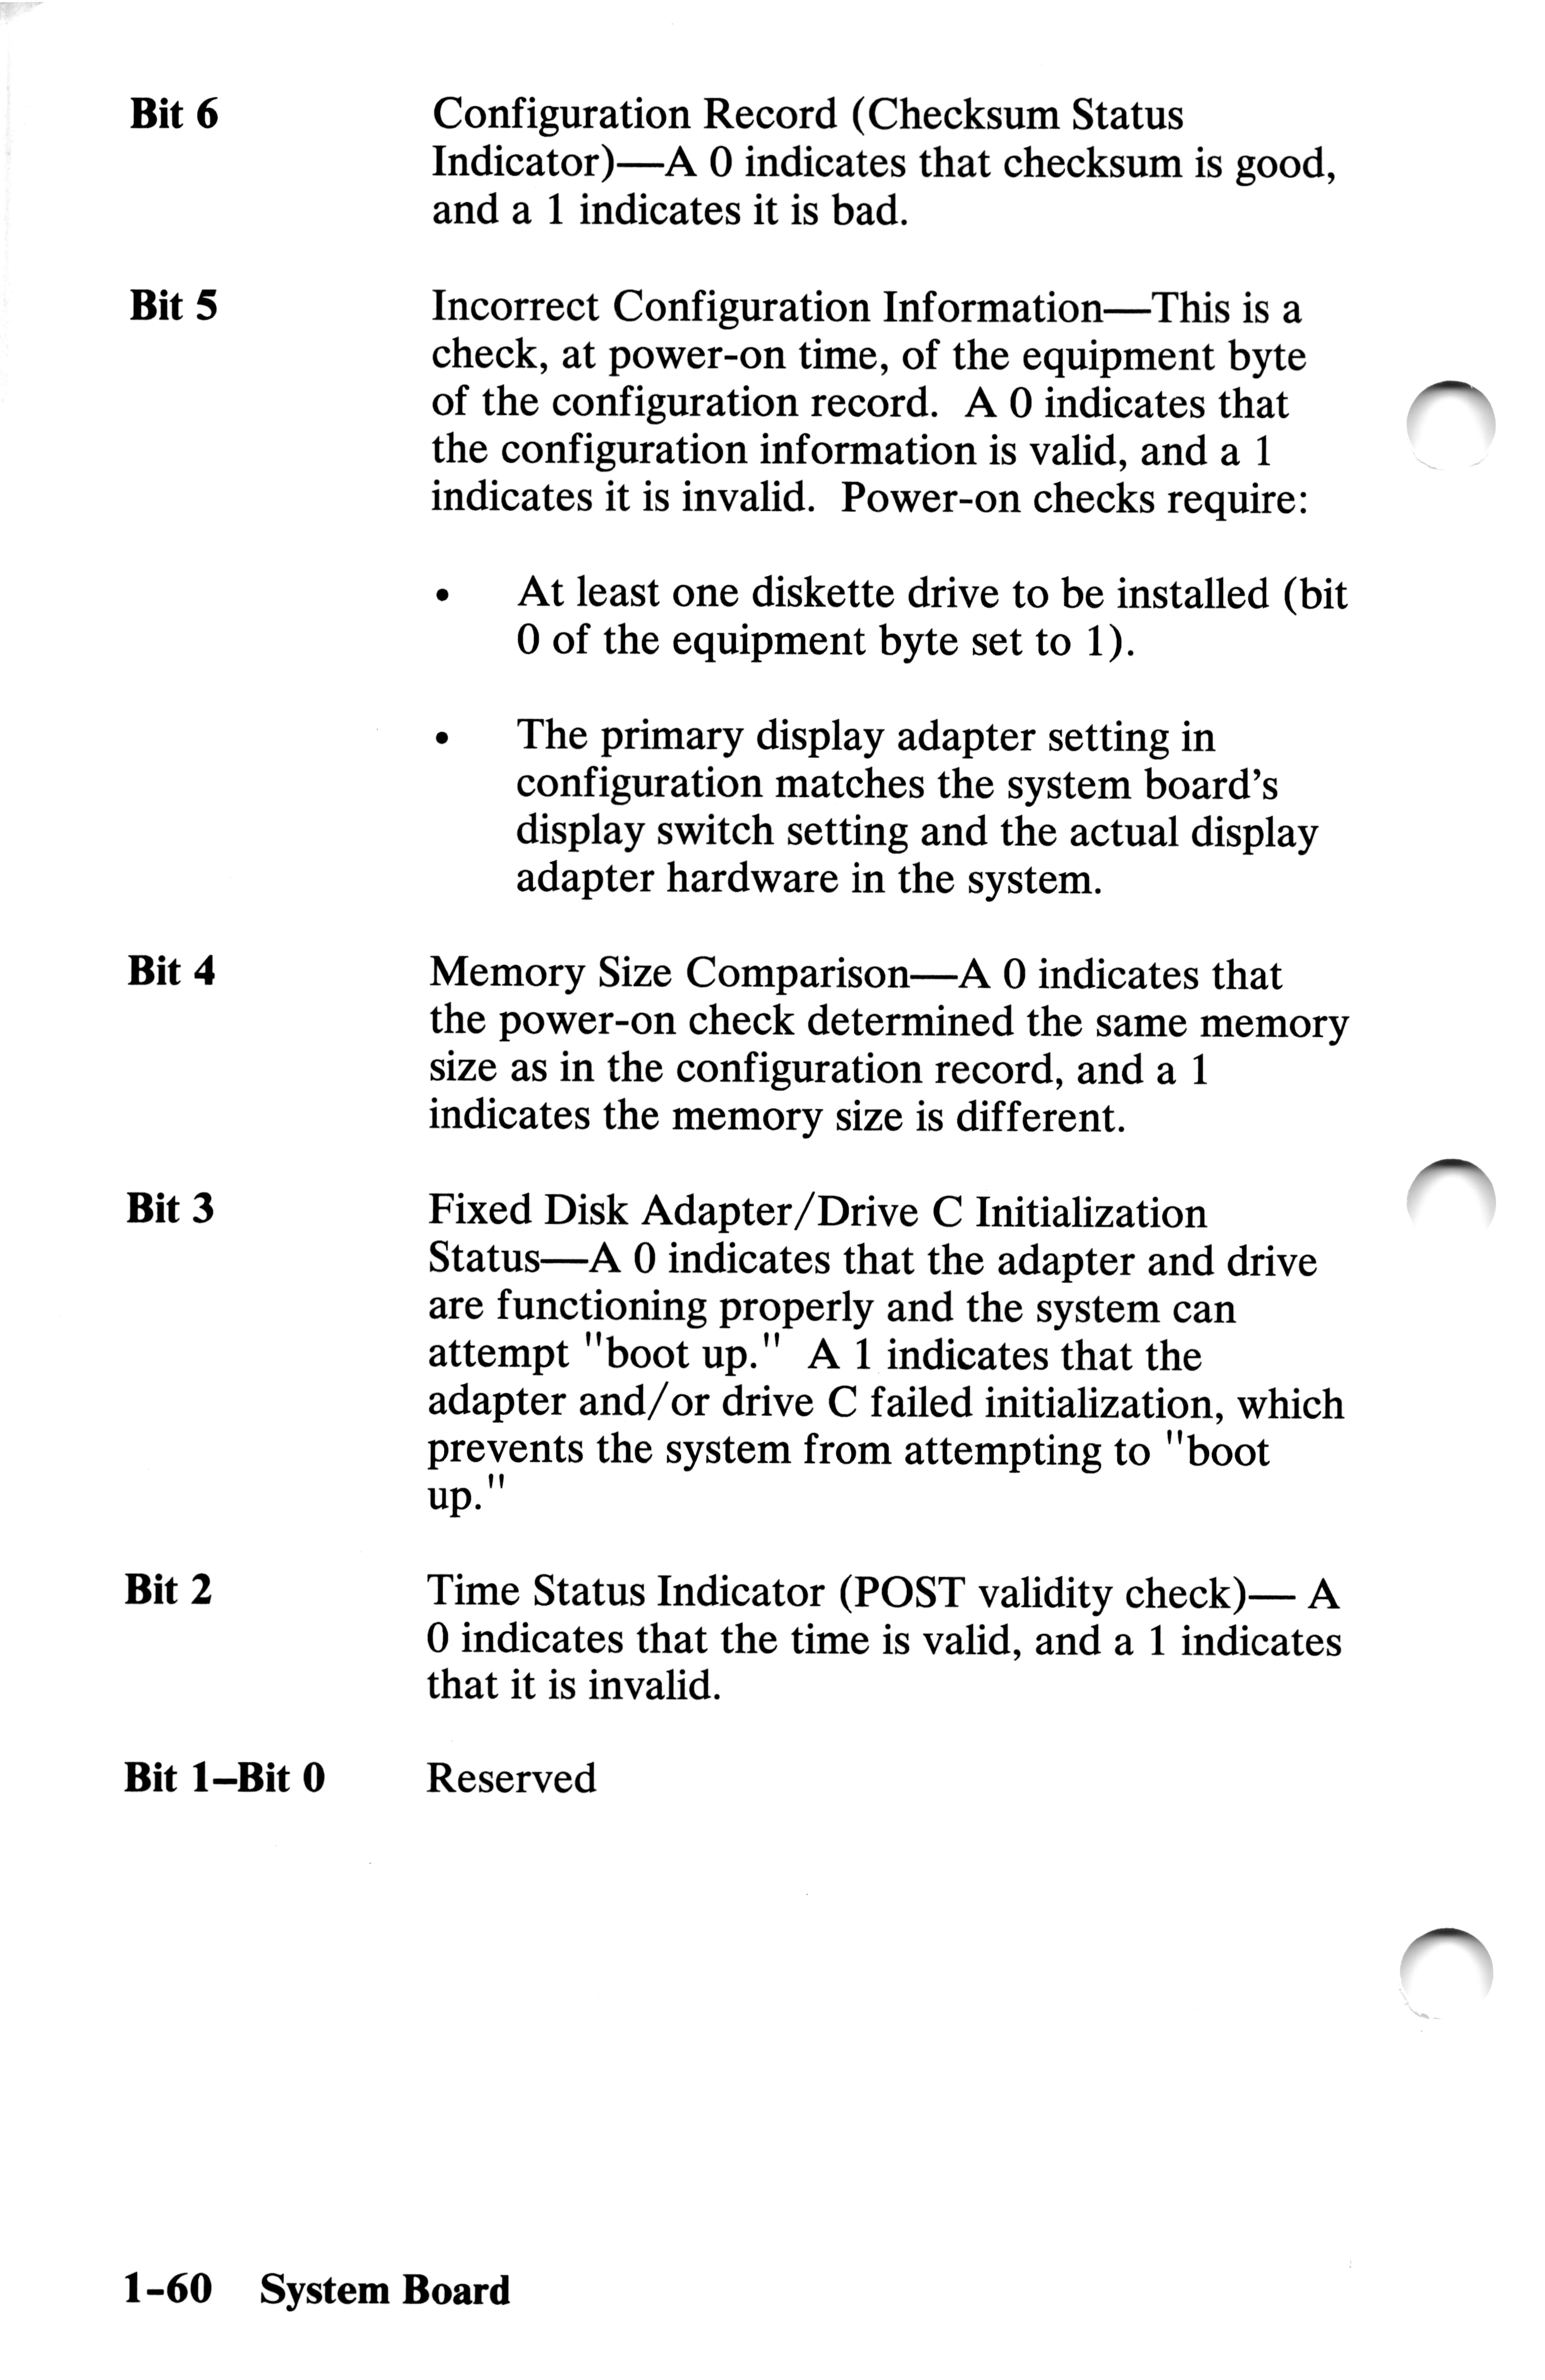 Bit 6 Configuration Record (Checksum Status
Indicator)—A 0 indicates that checksum is good,
and a 1 indicates it is bad.
Bit 5 Incorrect Configuration Information—This is a
check, at power-on time, of the equipment byte
of the configuration record. A 0 indicates that
the configuration information is valid, and a 1
indicates it is invalid. Power-on checks require:
• At least one diskette drive to be installed (bit
0 of the equipment byte set to 1).
• The primary display adapter setting in
configuration matches the system board's
display switch setting and the actual display
adapter hardware in the system.
Bit 4 Memory Size Comparison—A 0 indicates that
the power-on check determined the same memory
size as in the configuration record, and a 1
indicates the memory size is different.
Bit 3 Fixed Disk Adapter/Drive C Initialization
Status—A 0 indicates that the adapter and drive
are functioning properly and the system can
attempt "boot up." A 1 indicates that the
adapter and/or drive C failed initialization, which
prevents the system from attempting to "boot
up."
Bit 2 Time Status Indicator (POST validity check)— A
0 indicates that the time is valid, and a 1 indicates
that it is invalid.
Bit 1–Bit 0 Reserved
1-60 System Board